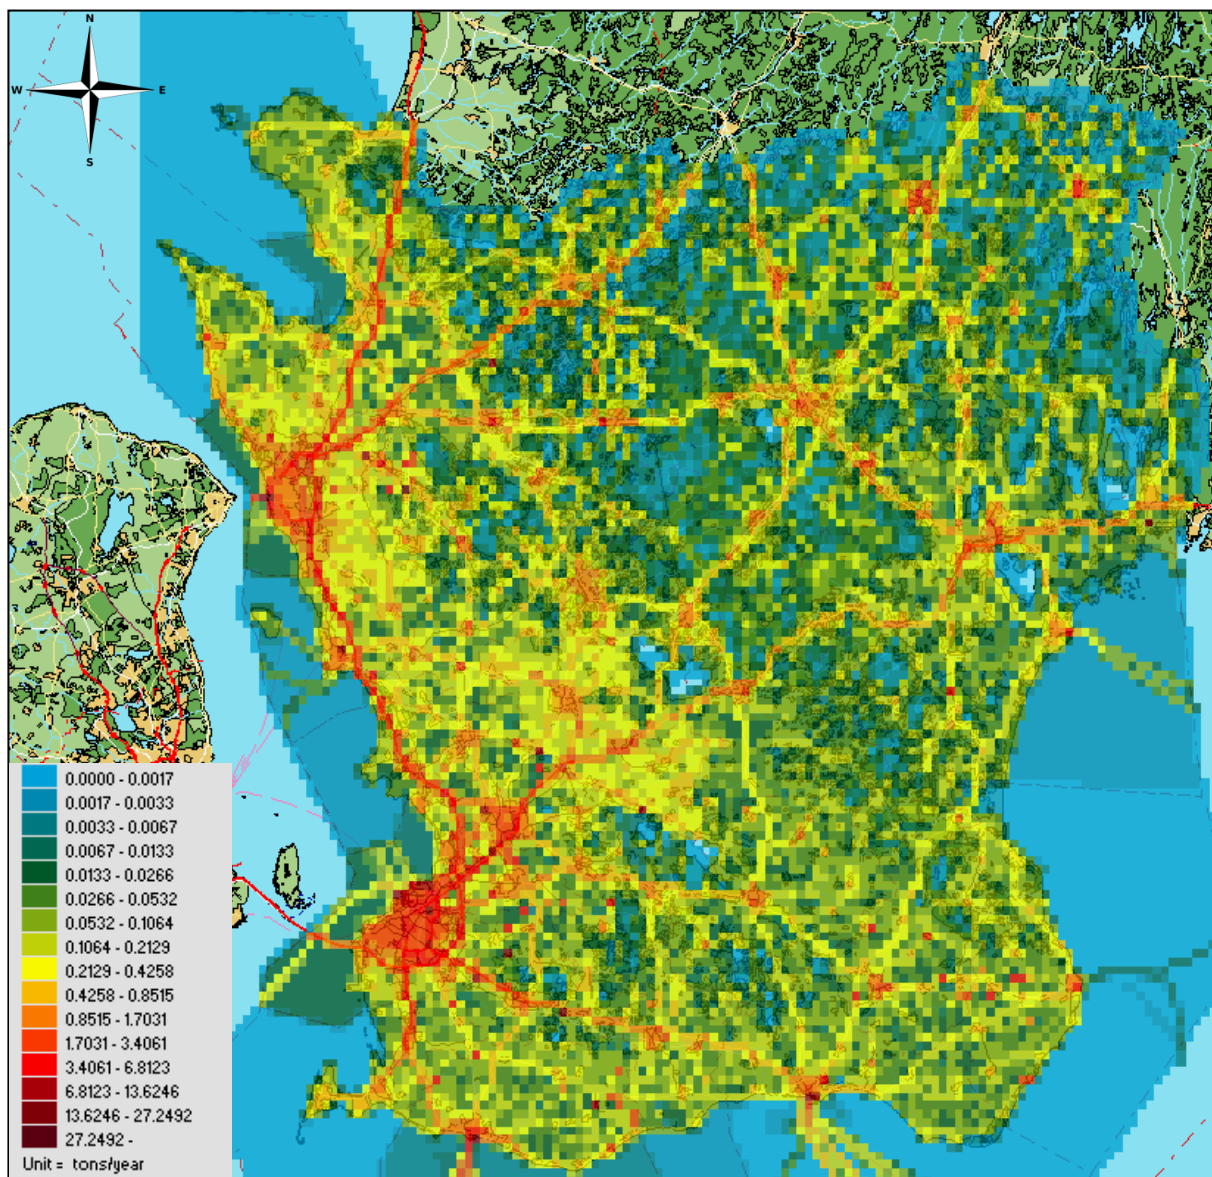 N
W E
S
0.0000 - 0.0017
0.0017 - 0.0033
0.0033 - 0.0067
0.0067 - 0.0133
0.0133 - 0.0266
0.0266 - 0.0532
0.0532 - 0.1064
0.1064 - 0.2129
0.2129 - 0.4258
0.4258 - 0.8515
0.8515 - 1.7031
1.7031 - 3.4061
3.4061 - 6.8123
6.8123 - 13.6246
13.6246 - 27.2492
27.2492 -
Unit = tons/year